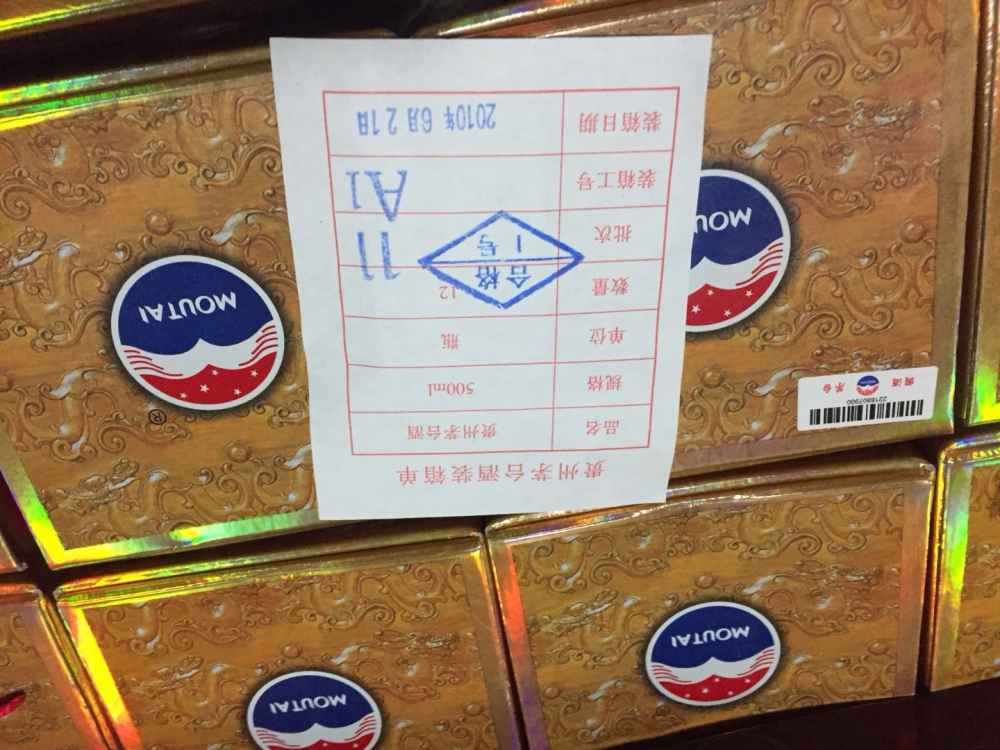 贵州茅台酒装箱单
品名 贵州茅台酒
规格 500ml
单位 瓶
数量 12
批次 11
装箱工号 A1
装箱日期 2010年6月21日
合格
1号
MOUTAI
®
MOUTAI
MOUTAI
MOUTAI